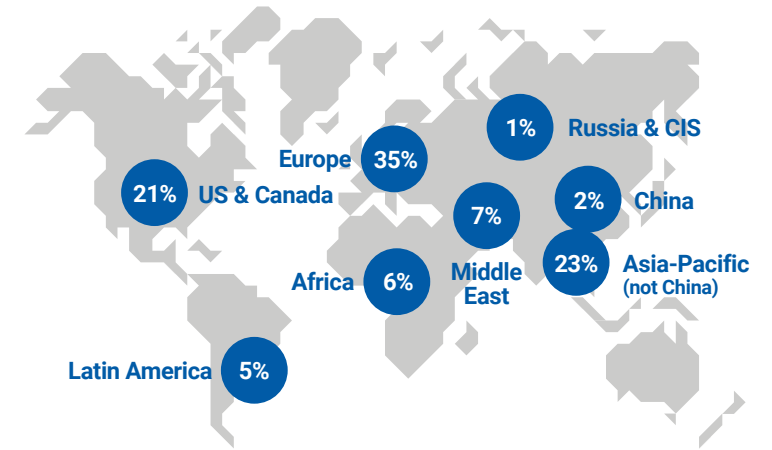 1%
Russia & CIS
Europe
35%
21%
US & Canada
2%
China
7%
Middle
East
23%
Asia-Pacific
(not China)
Africa
6%
Latin America
5%